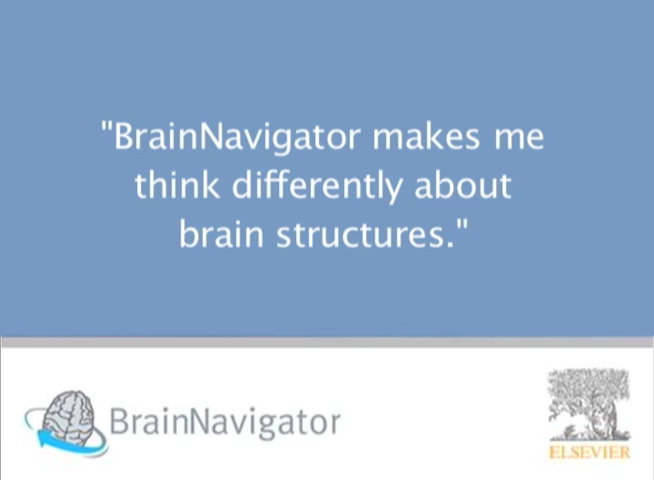 "BrainNavigator makes me
think differently about
brain structures."
BrainNavigator
ELSEVIER